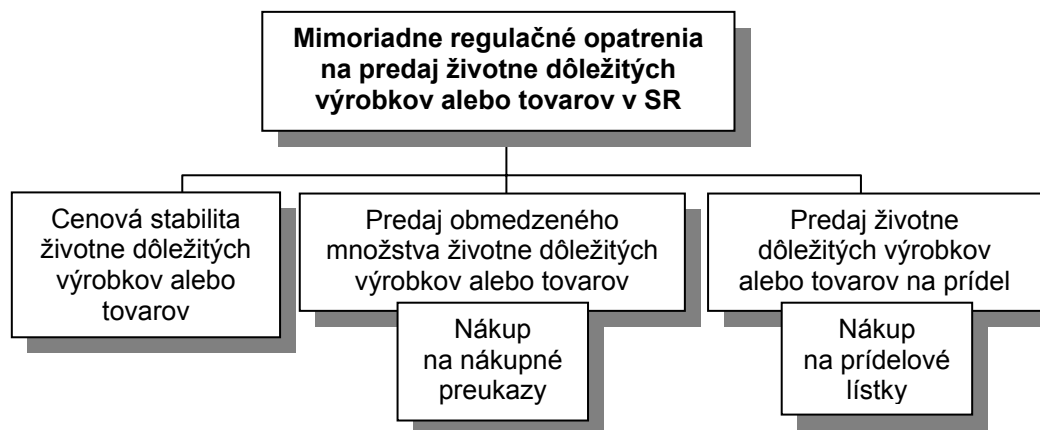 Mimoriadne regulačné opatrenia
na predaj životne dôležitých
výrobkov alebo tovarov v SR
Cenová stabilita
životne dôležitých
výrobkov alebo
tovarov
Predaj obmedzeného
množstva životne dôležitých
výrobkov alebo tovarov
Nákup
na nákupné
preukazy
Predaj životne
dôležitých výrobkov
alebo tovarov na prídel
Nákup
na prídelové
lístky